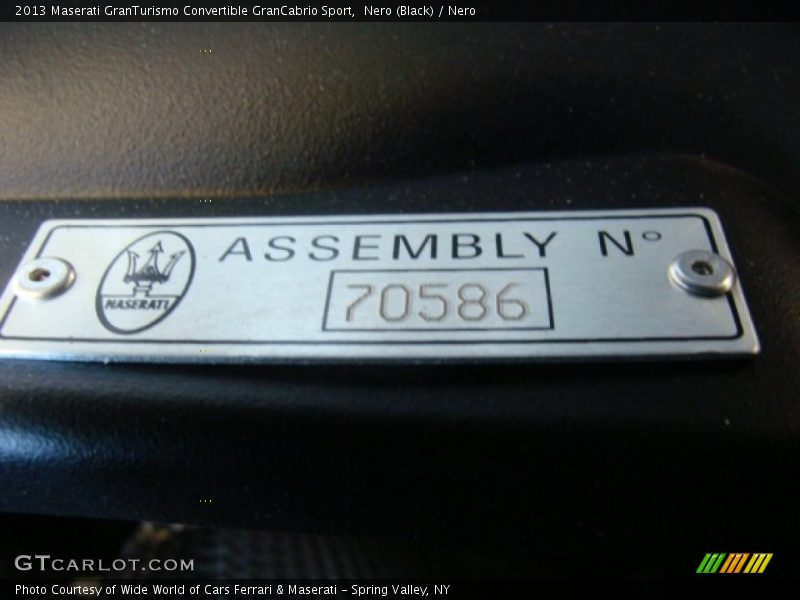 2013 Maserati GranTurismo Convertible GranCabrio Sport,  Nero (Black) / Nero
ASSEMBLY Nº
MASERATI
70586
GTCARLOT.COM
Photo Courtesy of Wide World of Cars Ferrari & Maserati – Spring Valley, NY